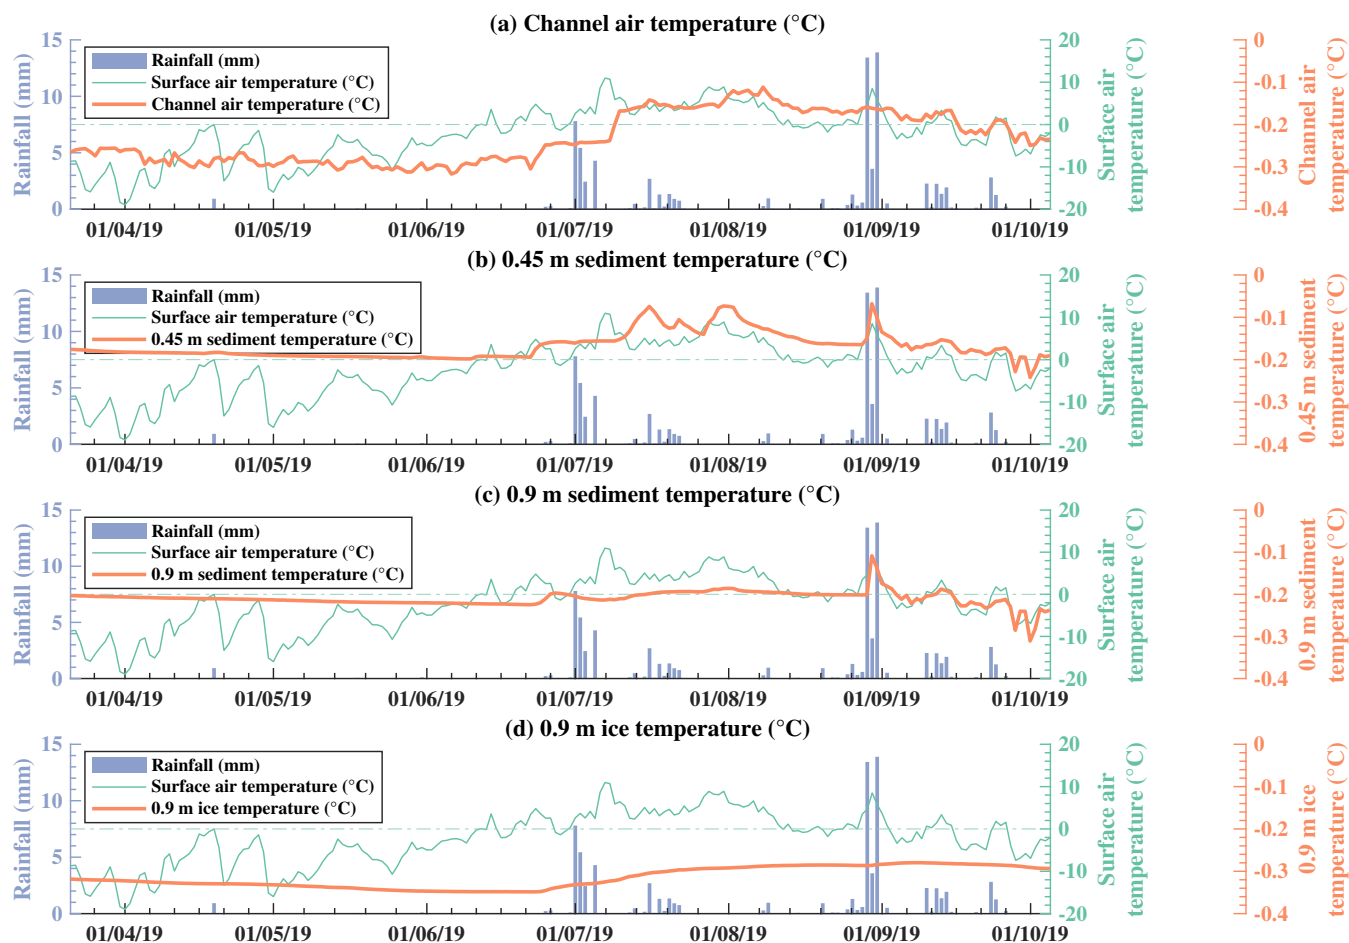 (a) Channel air temperature (°C)
Rainfall (mm)
15
10
5
0
Rainfall (mm)
Surface air temperature (°C)
Channel air temperature (°C)
01/04/19 01/05/19 01/06/19 01/07/19 01/08/19 01/09/19 01/10/19
20
10
0
-10
-20
Surface air
temperature (°C)
0
-0.1
-0.2
-0.3
-0.4
Channel air
temperature (°C)
(b) 0.45 m sediment temperature (°C)
Rainfall (mm)
15
10
5
0
Rainfall (mm)
Surface air temperature (°C)
0.45 m sediment temperature (°C)
01/04/19 01/05/19 01/06/19 01/07/19 01/08/19 01/09/19 01/10/19
20
10
0
-10
-20
Surface air
temperature (°C)
0
-0.1
-0.2
-0.3
-0.4
0.45 m sediment
temperature (°C)
(c) 0.9 m sediment temperature (°C)
Rainfall (mm)
15
10
5
0
Rainfall (mm)
Surface air temperature (°C)
0.9 m sediment temperature (°C)
01/04/19 01/05/19 01/06/19 01/07/19 01/08/19 01/09/19 01/10/19
20
10
0
-10
-20
Surface air
temperature (°C)
0
-0.1
-0.2
-0.3
-0.4
0.9 m sediment
temperature (°C)
(d) 0.9 m ice temperature (°C)
Rainfall (mm)
15
10
5
0
Rainfall (mm)
Surface air temperature (°C)
0.9 m ice temperature (°C)
01/04/19 01/05/19 01/06/19 01/07/19 01/08/19 01/09/19 01/10/19
20
10
0
-10
-20
Surface air
temperature (°C)
0
-0.1
-0.2
-0.3
-0.4
0.9 m ice
temperature (°C)